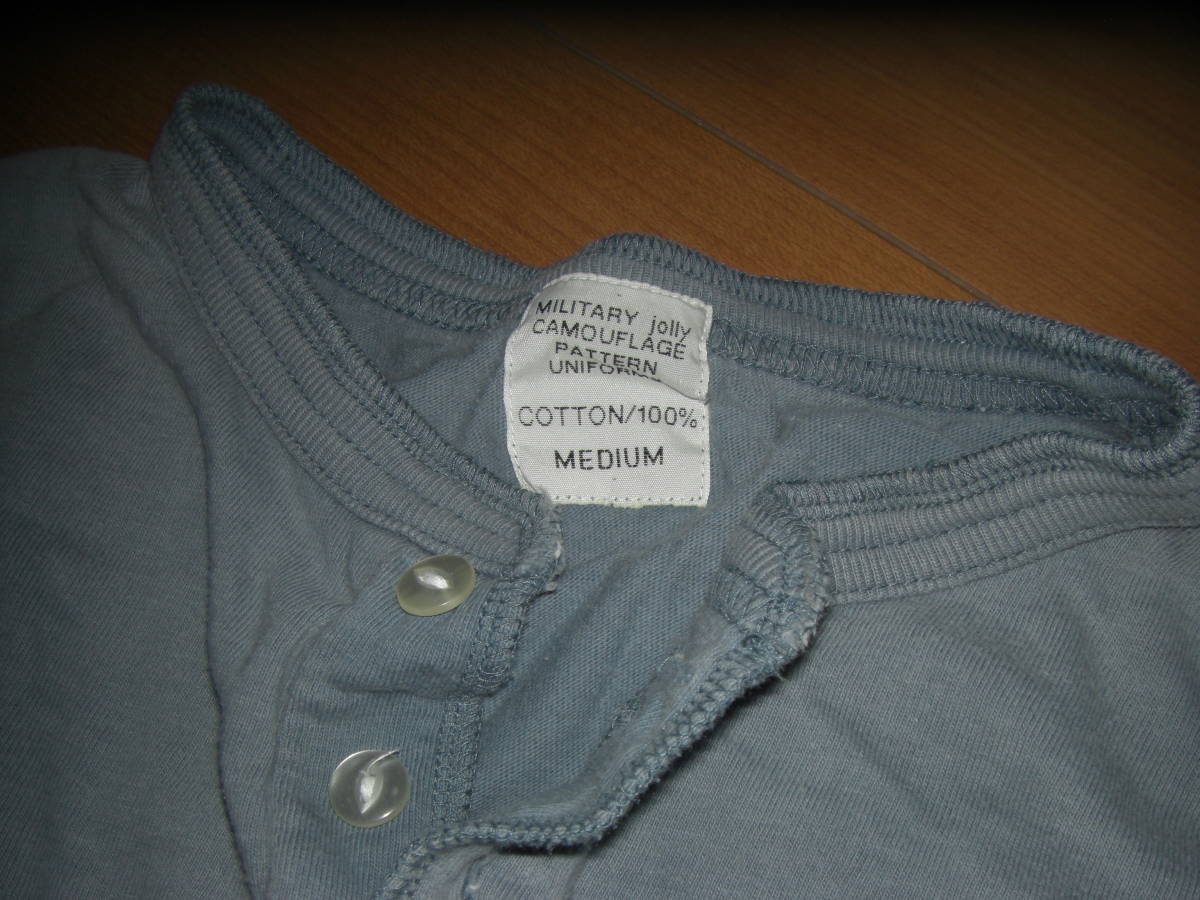 MILITARY jolly
CAMOUFLAGE
PATTERN
COTTON/100%
MEDIUM